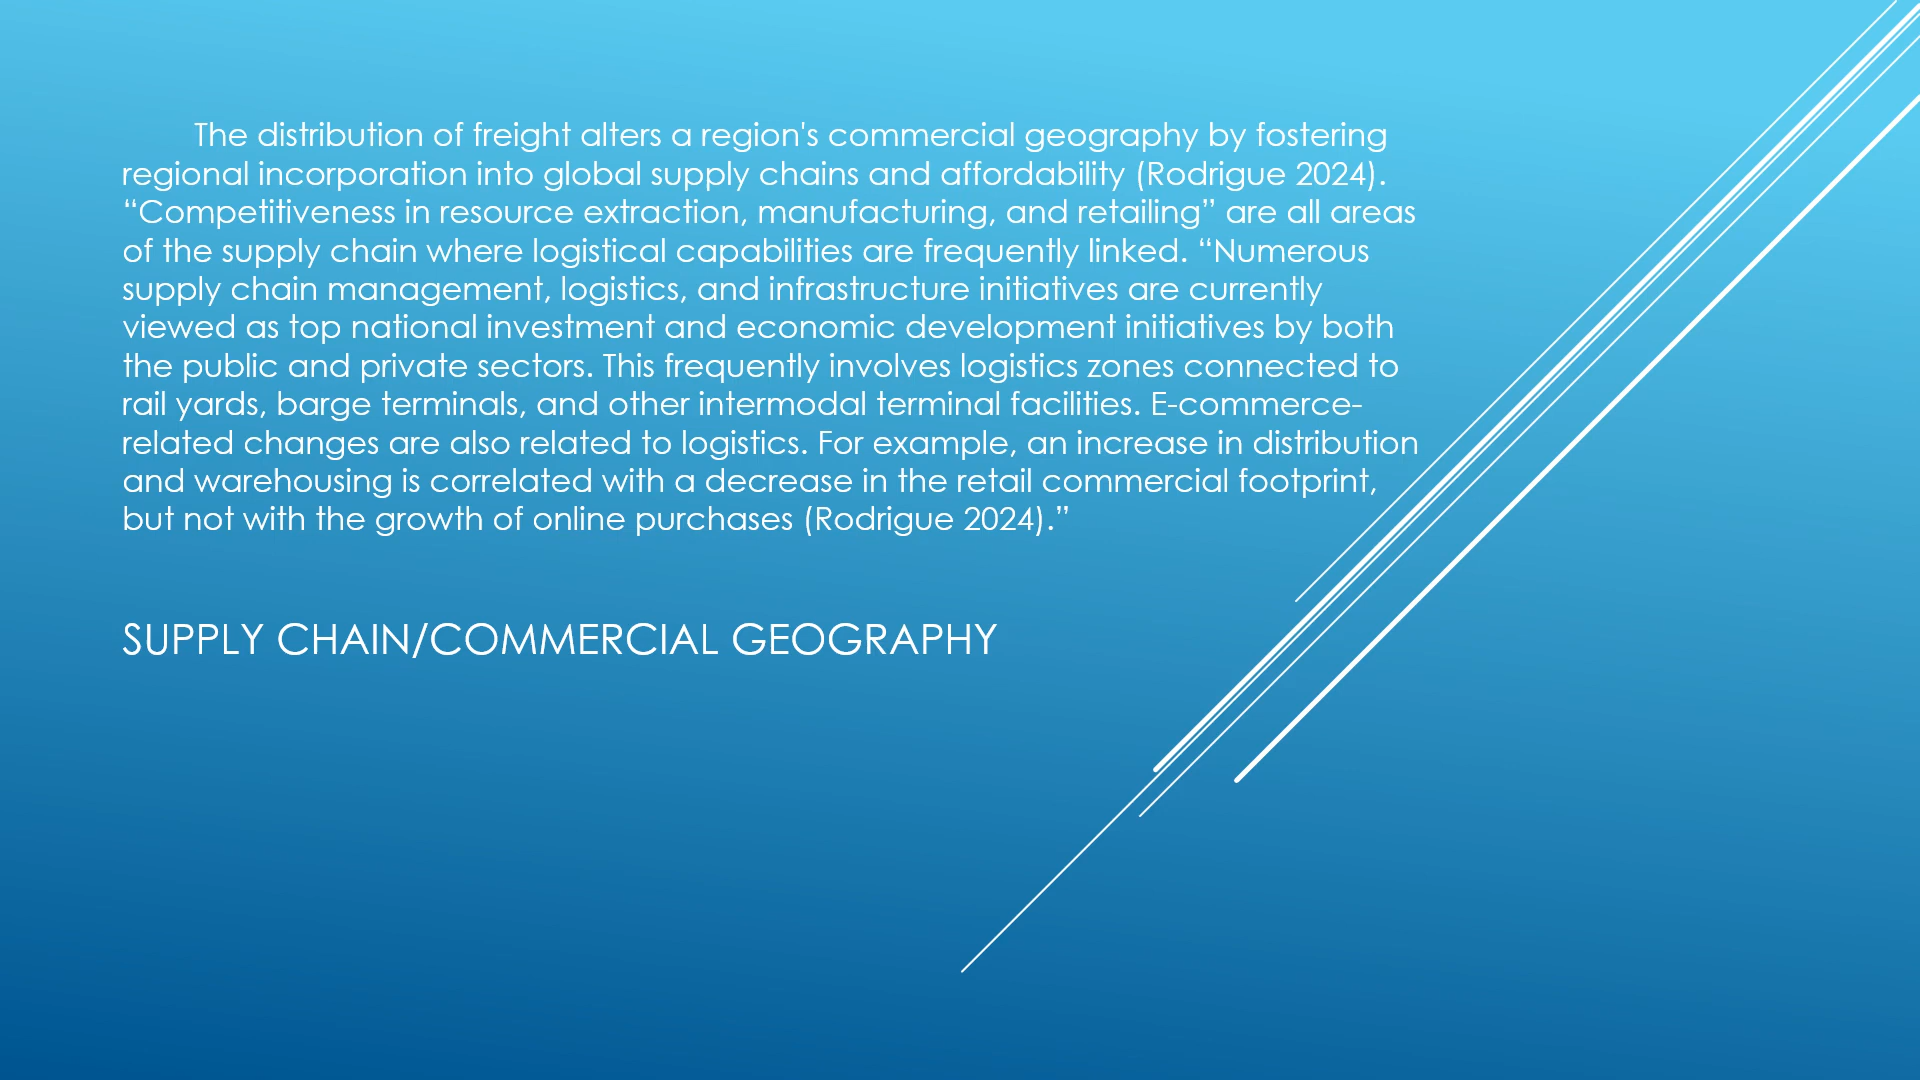 The distribution of freight alters a region's commercial geography by fostering
regional incorporation into global supply chains and affordability (Rodrigue 2024).
“Competitiveness in resource extraction, manufacturing, and retailing” are all areas
of the supply chain where logistical capabilities are frequently linked. “Numerous
supply chain management, logistics, and infrastructure initiatives are currently
viewed as top national investment and economic development initiatives by both
the public and private sectors. This frequently involves logistics zones connected to
rail yards, barge terminals, and other intermodal terminal facilities. E-commerce-
related changes are also related to logistics. For example, an increase in distribution
and warehousing is correlated with a decrease in the retail commercial footprint,
but not with the growth of online purchases (Rodrigue 2024).”
SUPPLY CHAIN/COMMERCIAL GEOGRAPHY